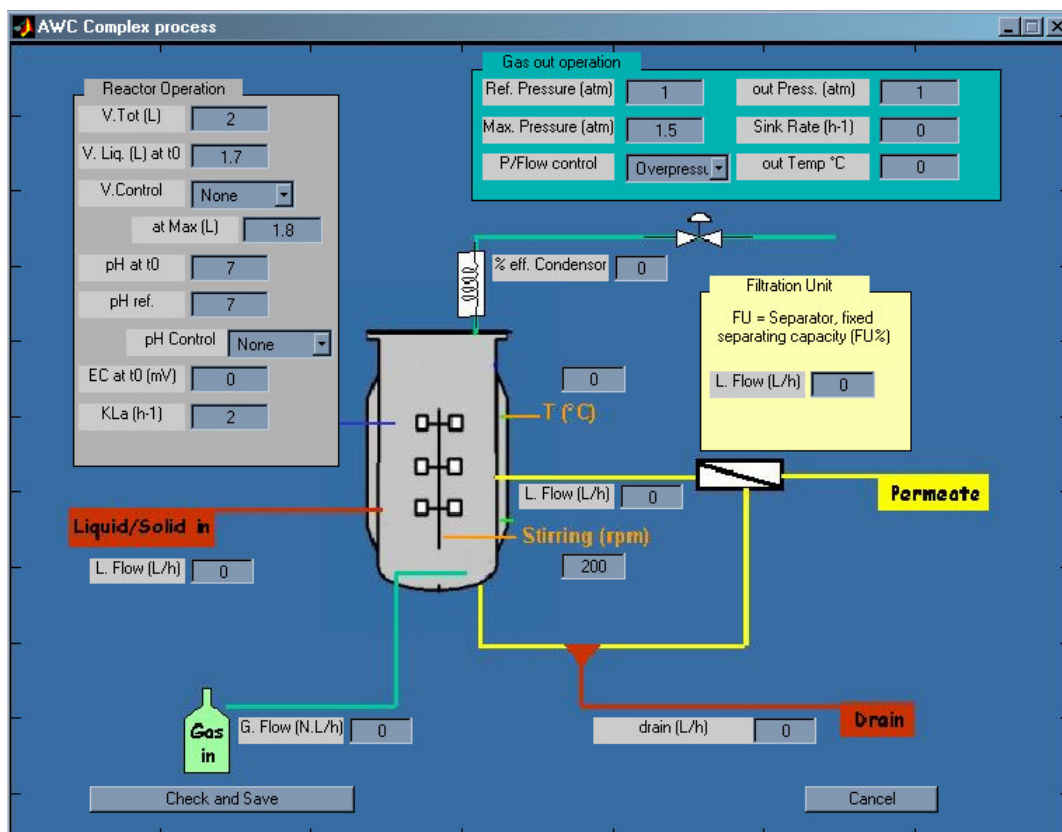 AWC Complex process
Gas out operation
Ref. Pressure (atm) 1 out Press. (atm) 1
Max. Pressure (atm) 1.5 Sink Rate (h-1) 0
P/Flow control Overpressu out Temp °C 0
Reactor Operation
V.Tot (L) 2
V. Liq. (L) at t0 1.7
V.Control None
at Max (L) 1.8
pH at t0 7
pH ref. 7
pH Control None
EC at t0 (mV) 0
KLa (h-1) 2
% eff. Condensor 0
Filtration Unit
FU = Separator, fixed
separating capacity (FU%)
L. Flow (L/h) 0
0
T (°C)
L. Flow (L/h) 0
Permeate
Liquid/Solid in
L. Flow (L/h) 0
Stirring (rpm)
200
Gas
in
G. Flow (N.L/h) 0
drain (L/h) 0
Drain
Check and Save
Cancel